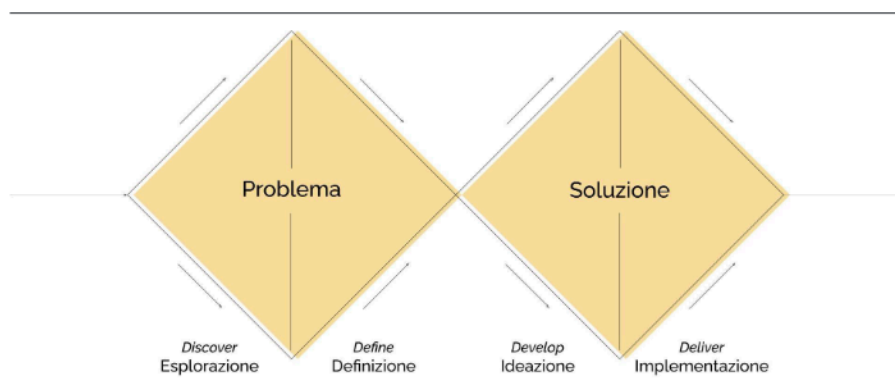 Problema
Soluzione
Discover
Esplorazione
Define
Definizione
Develop
Ideazione
Deliver
Implementazione